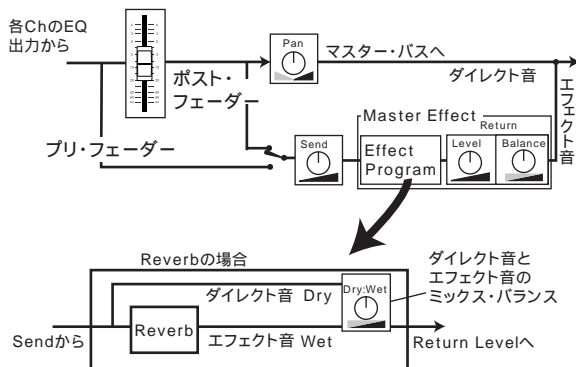 各ChのEQ
出力から
Pan
マスター・バスへ
ダイレクト音
ポスト・
フェーダー
エフェクト音
Master Effect
Return
プリ・フェーダー
Send
Effect
Program
Level
Balance
Reverbの場合
ダイレクト音と
エフェクト音の
ミックス・バランス
ダイレクト音 Dry
Dry:Wet
Reverb
Sendから
エフェクト音 Wet
Return Levelへ